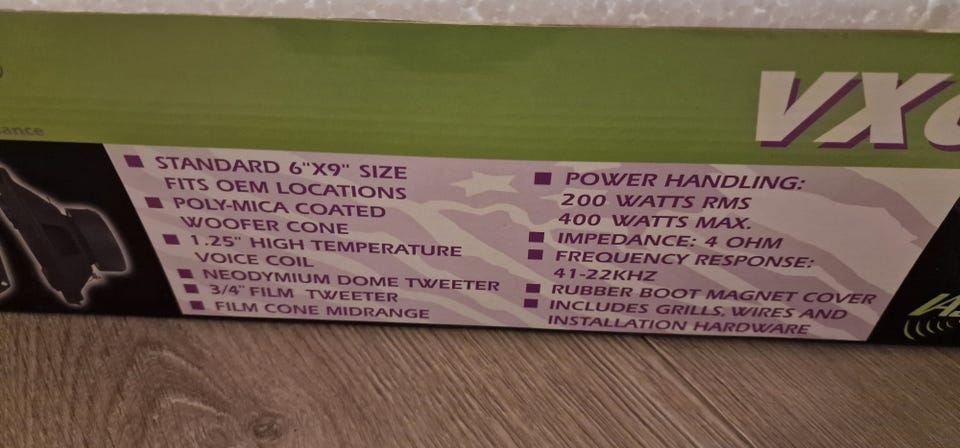 VX
STANDARD 6"X9" SIZE
FITS OEM LOCATIONS
POLY-MICA COATED
WOOFER CONE
1.25" HIGH TEMPERATURE
VOICE COIL
NEODYMIUM DOME TWEETER
3/4" FILM TWEETER
FILM CONE MIDRANGE
POWER HANDLING:
200 WATTS RMS
400 WATTS MAX.
IMPEDANCE: 4 OHM
FREQUENCY RESPONSE:
41-22KHZ
RUBBER BOOT MAGNET COVER
INCLUDES GRILLS, WIRES AND
INSTALLATION HARDWARE